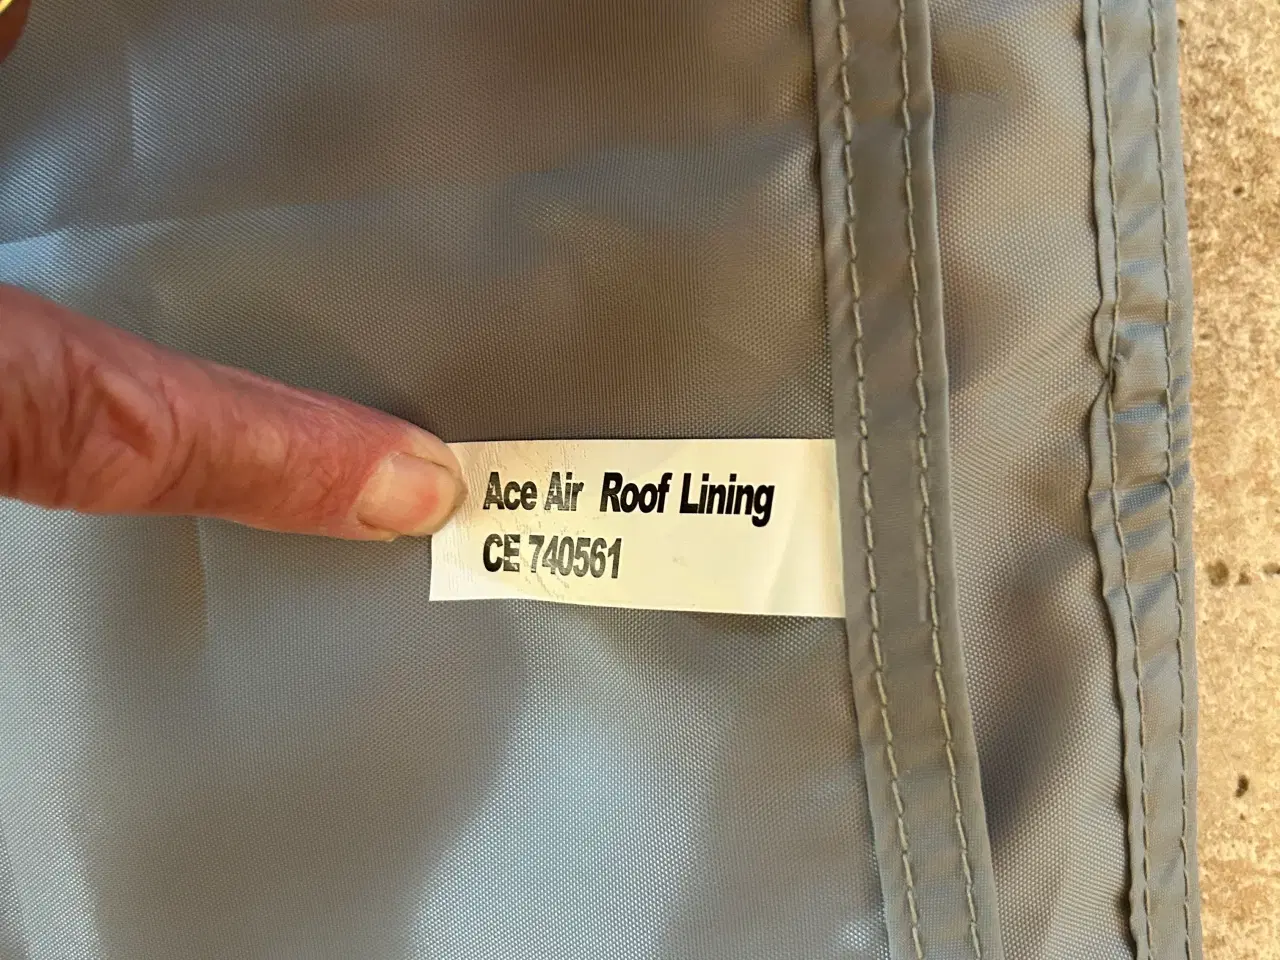 Ace Air Roof Lining
CE 740561